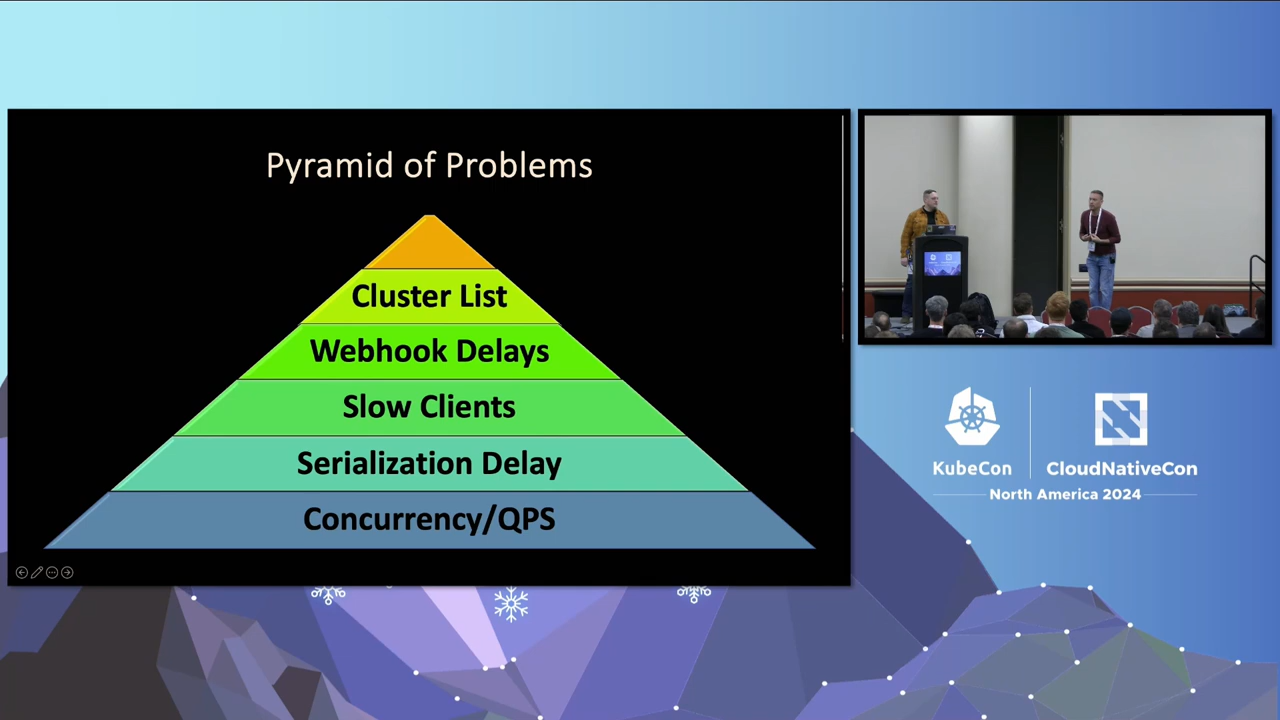 Pyramid of Problems
Cluster List
Webhook Delays
Slow Clients
Serialization Delay
Concurrency/QPS
KubeCon
CloudNativeCon
North America 2024